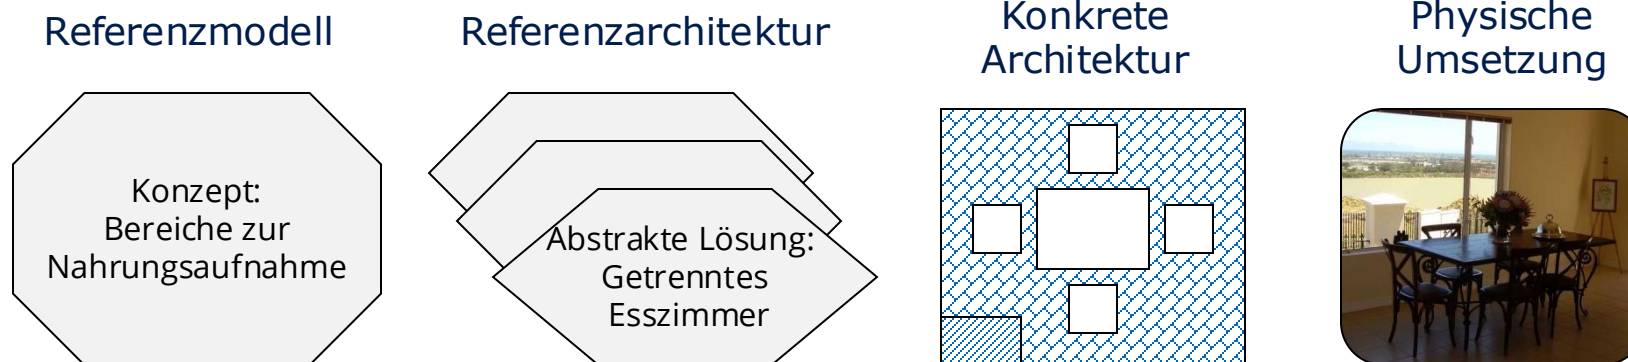 Referenzmodell
Referenzarchitektur
Konkrete
Architektur
Physische
Umsetzung
Konzept:
Bereiche zur
Nahrungsaufnahme
Abstrakte Lösung:
Getrenntes
Esszimmer